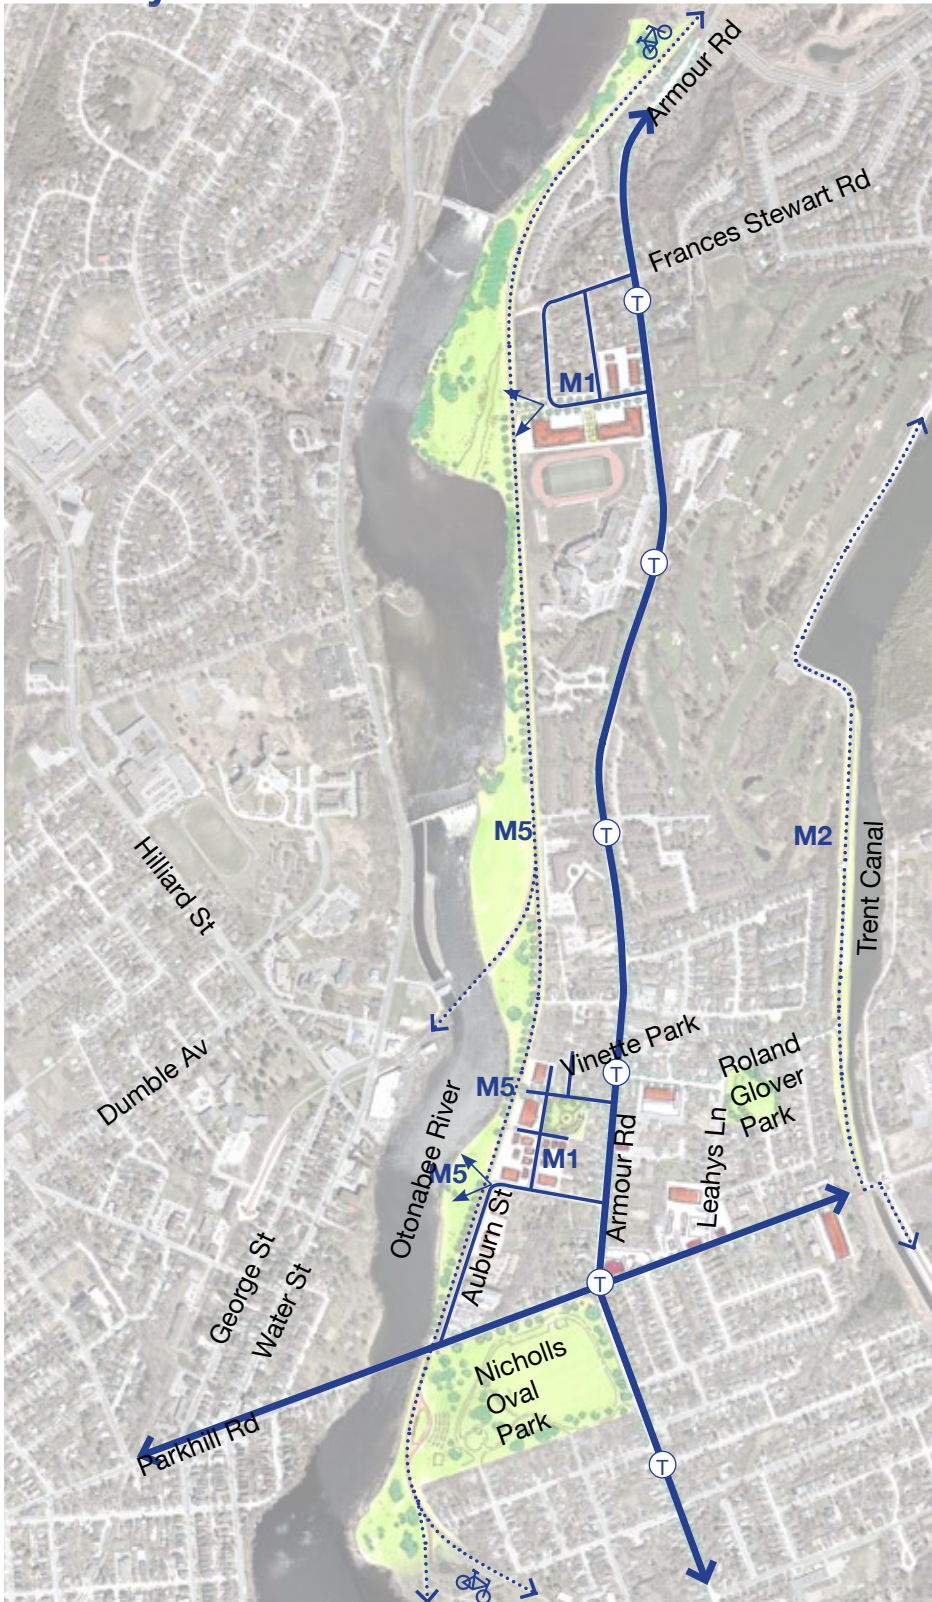 Armour Rd
Frances Stewart Rd
T
M1
T
T
M5
M2
Trent Canal
Hilliard St
Dumble Av
Vinette Park
T
Roland
Glover
Park
M5
M1
M5
Otonabee River
Armour Rd
Leahys Ln
Auburn St
George St
Water St
T
Nicholls
Oval
Park
Parkhill Rd
T